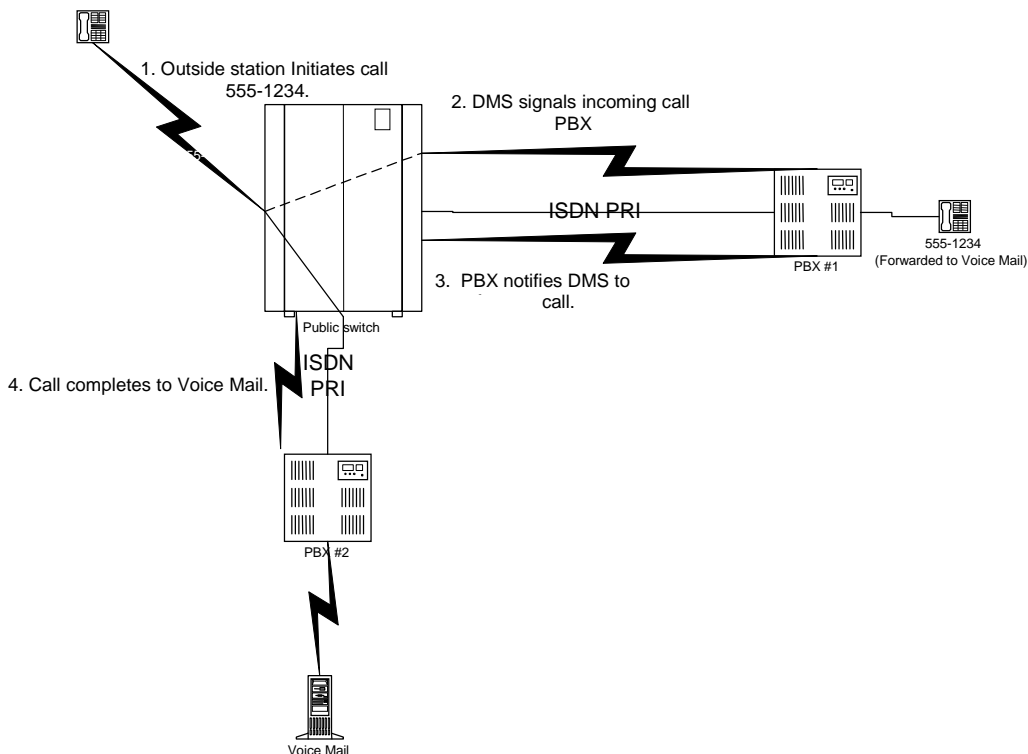 1. Outside station Initiates call
555-1234.
2. DMS signals incoming call
PBX
ISDN PRI
555-1234
(Forwarded to Voice Mail)
PBX #1
3. PBX notifies DMS to
call.
Public switch
ISDN
PRI
4. Call completes to Voice Mail.
PBX #2
Voice Mail